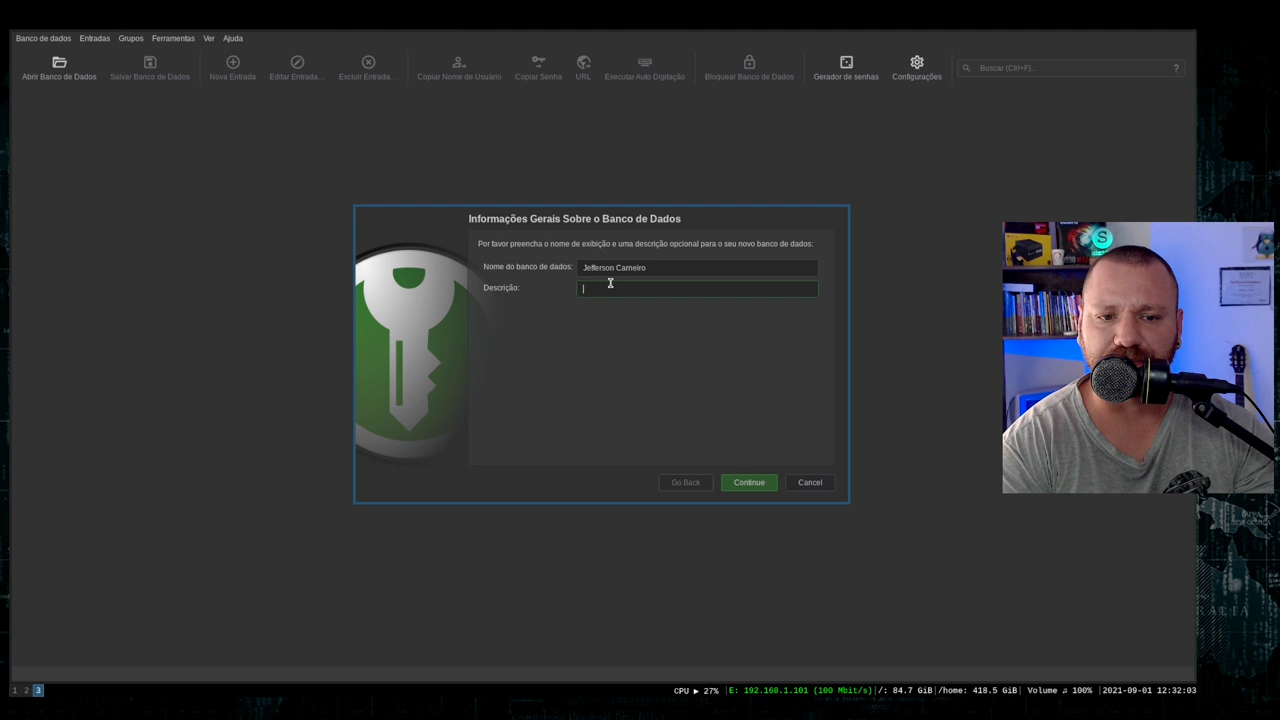 Banco de dados Entradas Grupos Ferramentas Ver Ajuda
Abrir Banco de Dados Salvar Banco de Dados Nova Entrada Editar Entrada... Excluir Entrada... Copiar Nome de Usuário Copiar Senha URL Executar Auto Digitação Bloquear Banco de Dados Gerador de senhas Configurações Buscar (Ctrl+F)... ?
Informações Gerais Sobre o Banco de Dados
Por favor preencha o nome de exibição e uma descrição opcional para o seu novo banco de dados:
Nome do banco de dados: Jefferson Carneiro
Descrição:
Go Back Continue Cancel
S
RALIA
1 2 3 CPU ▶ 27% |E: 192.168.1.101 (100 Mbit/s)|/: 84.7 GiB|/home: 418.5 GiB| Volume ♫ 100% |2021-09-01 12:32:03